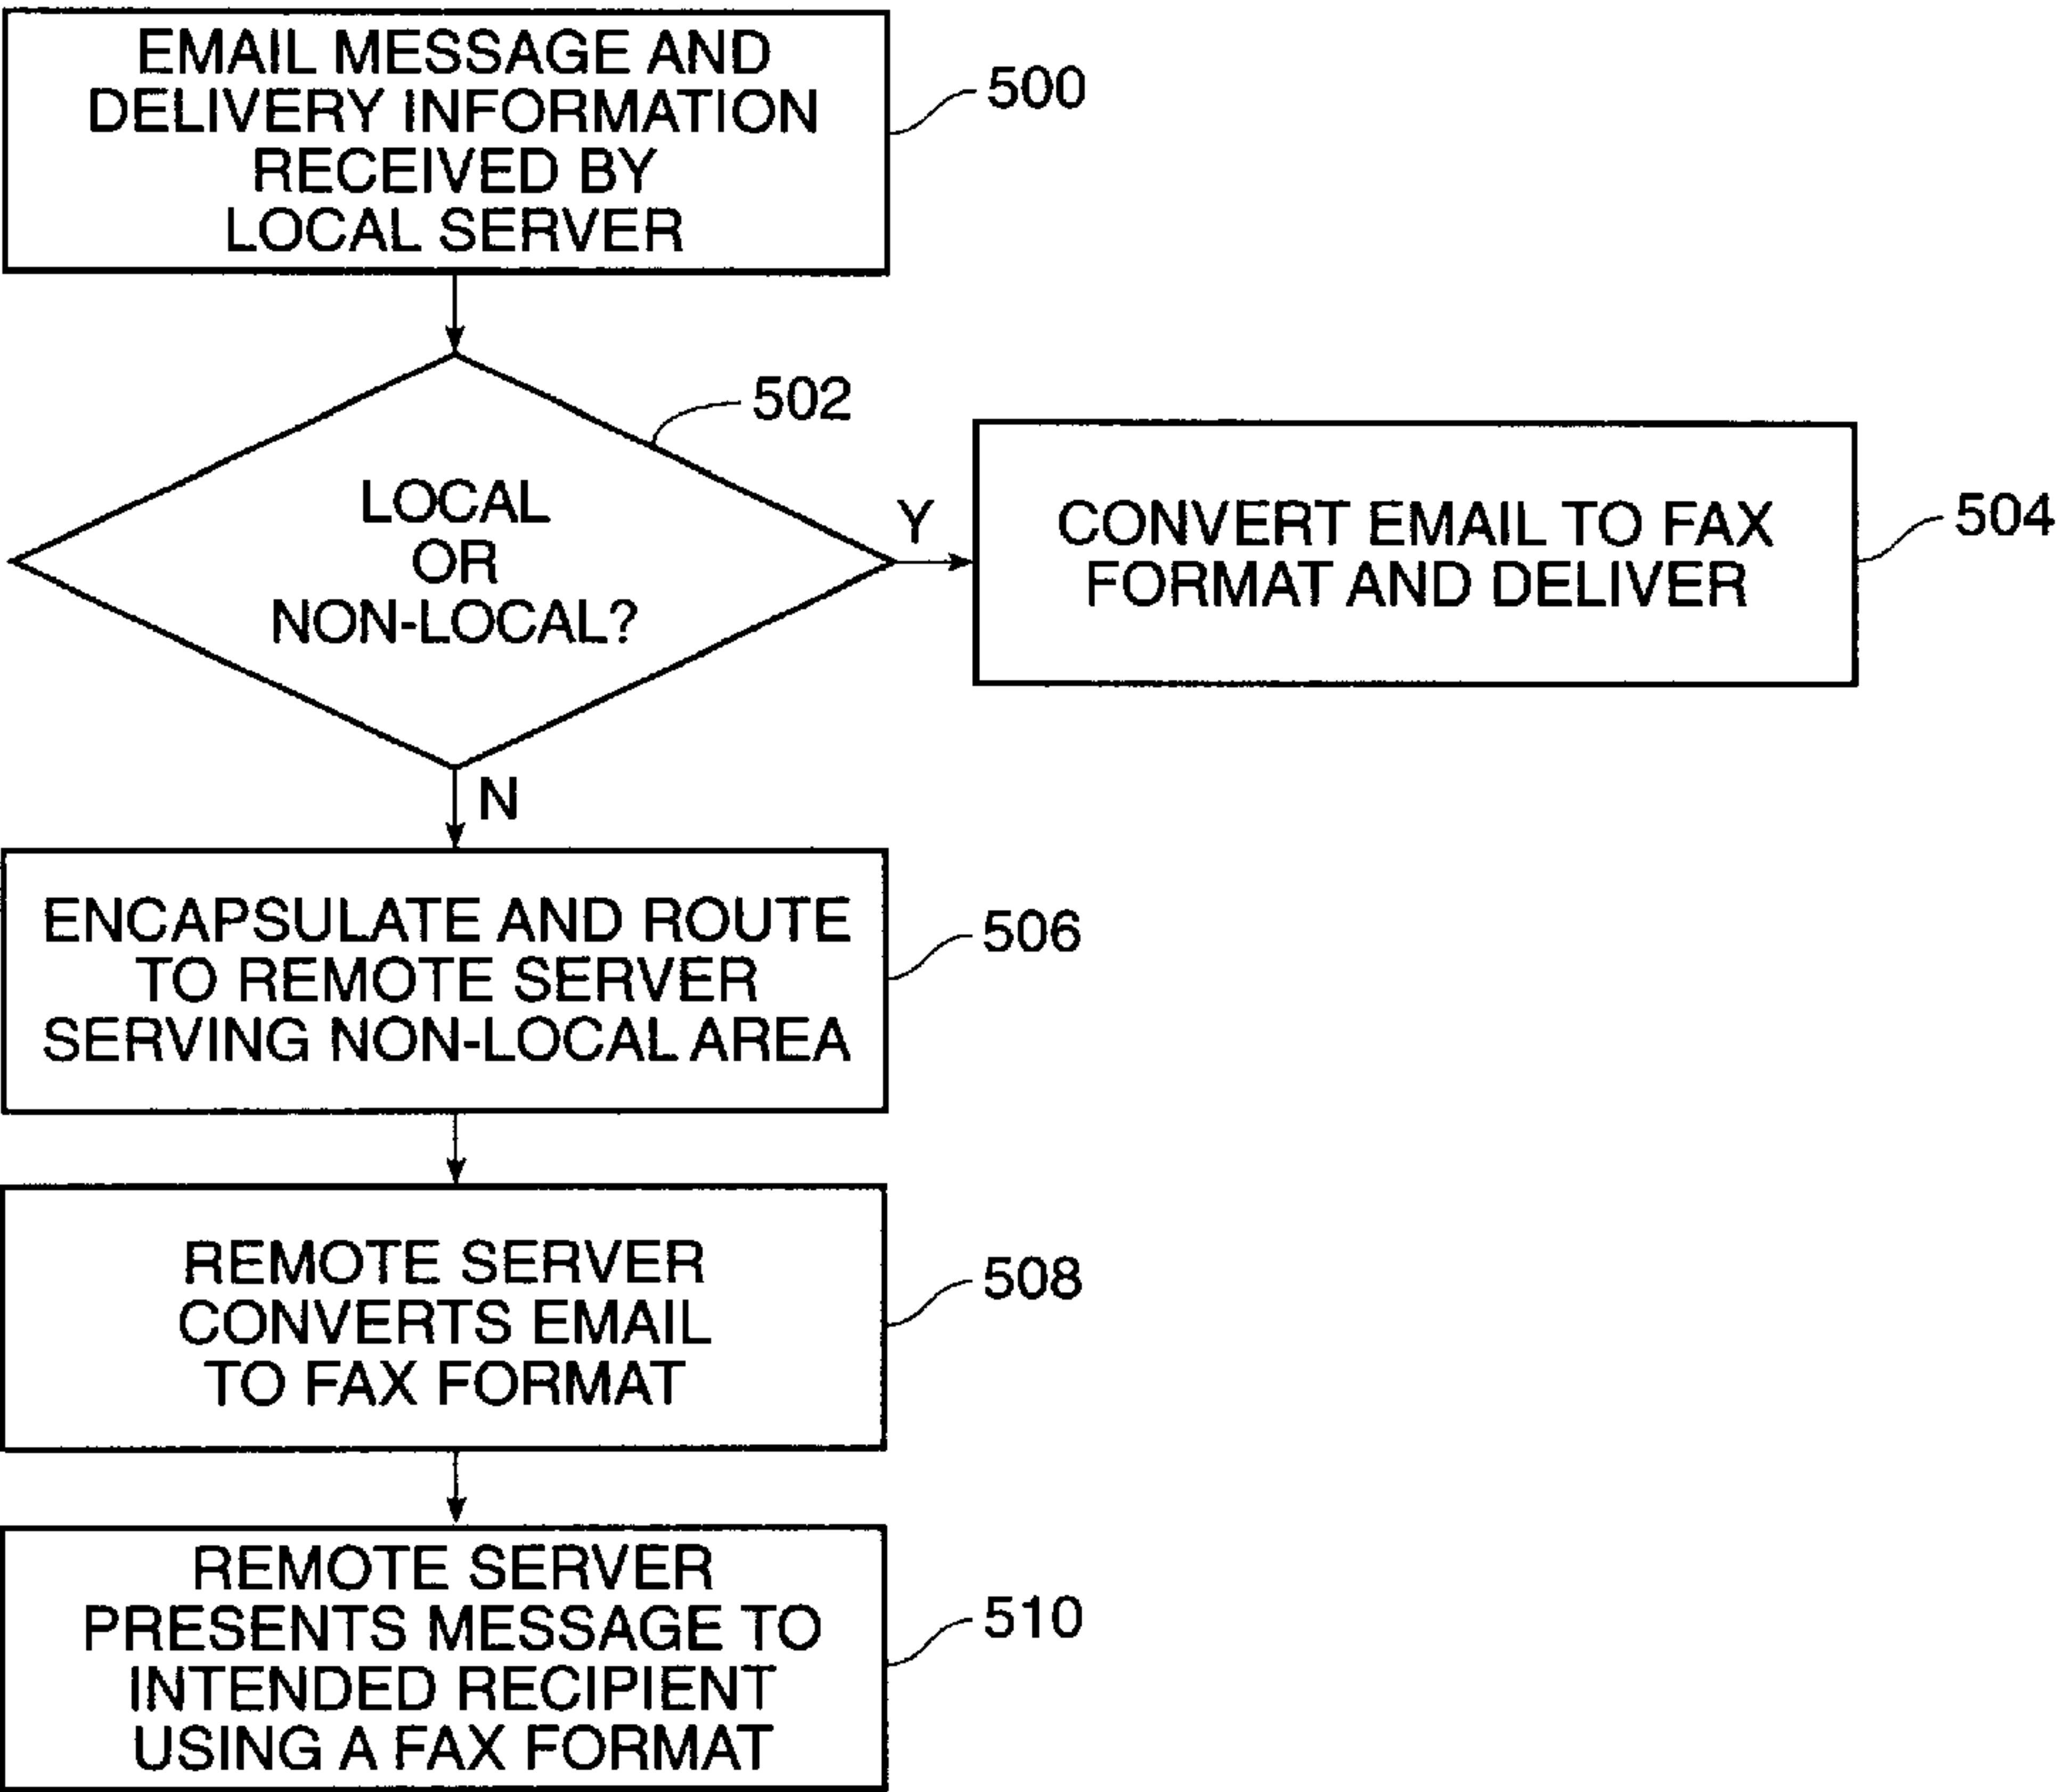 EMAIL MESSAGE AND
DELIVERY INFORMATION
RECEIVED BY
LOCAL SERVER
500
502
LOCAL
OR
NON-LOCAL?
Y
CONVERT EMAIL TO FAX
FORMAT AND DELIVER
504
N
ENCAPSULATE AND ROUTE
TO REMOTE SERVER
SERVING NON-LOCAL AREA
506
REMOTE SERVER
CONVERTS EMAIL
TO FAX FORMAT
508
REMOTE SERVER
PRESENTS MESSAGE TO
INTENDED RECIPIENT
USING A FAX FORMAT
510